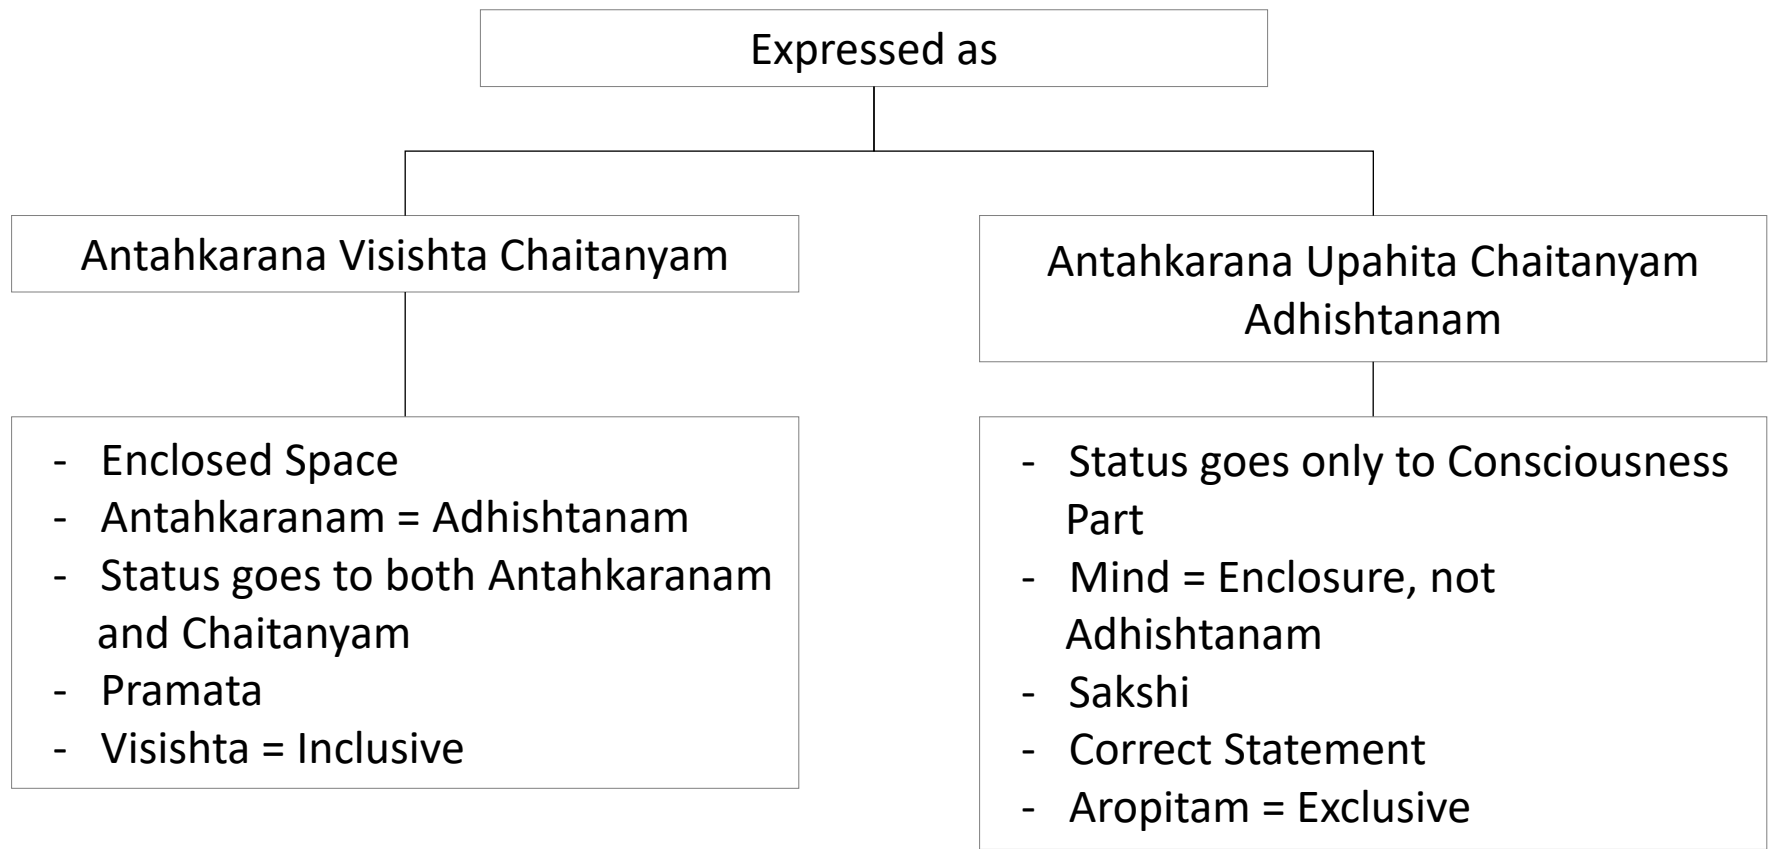 Expressed as
Antahkarana Visishta Chaitanyam
- Enclosed Space
- Antahkaranam = Adhishtanam
- Status goes to both Antahkaranam
and Chaitanyam
- Pramata
- Visishta = Inclusive
Antahkarana Upahita Chaitanyam
Adhishtanam
- Status goes only to Consciousness
Part
- Mind = Enclosure, not
Adhishtanam
- Sakshi
- Correct Statement
- Aropitam = Exclusive